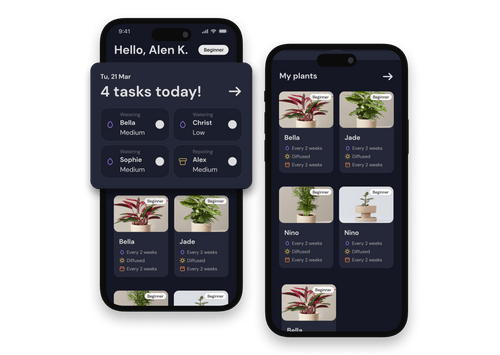 9:41
Hello, Alen K.
Beginner
Tu, 21 Mar
4 tasks today!
Watering
Bella
Medium
Watering
Christ
Low
Watering
Sophie
Medium
Repoting
Alex
Medium
Beginner
Bella
Every 2 weeks
Diffused
Every 2 weeks
Beginner
Jade
Every 2 weeks
Diffused
Every 2 weeks
Beginner
Beginner
My plants
Beginner
Bella
Every 2 weeks
Diffused
Every 2 weeks
Beginner
Jade
Every 2 weeks
Diffused
Every 2 weeks
Beginner
Nino
Every 2 weeks
Diffused
Every 2 weeks
Beginner
Nino
Every 2 weeks
Diffused
Every 2 weeks
Beginner
Bella